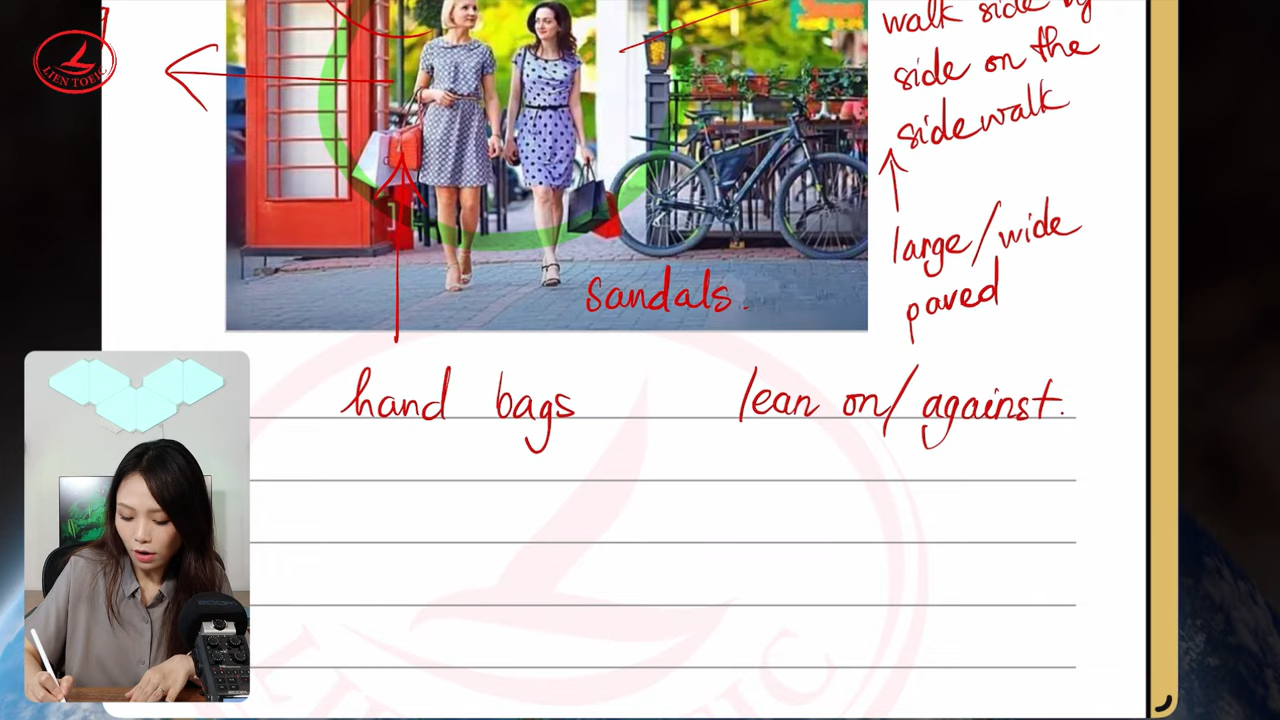 LIEN TOEIC
walk side by
side on the
sidewalk
large/wide
paved
Sandals.
hand bags
lean on/ against.